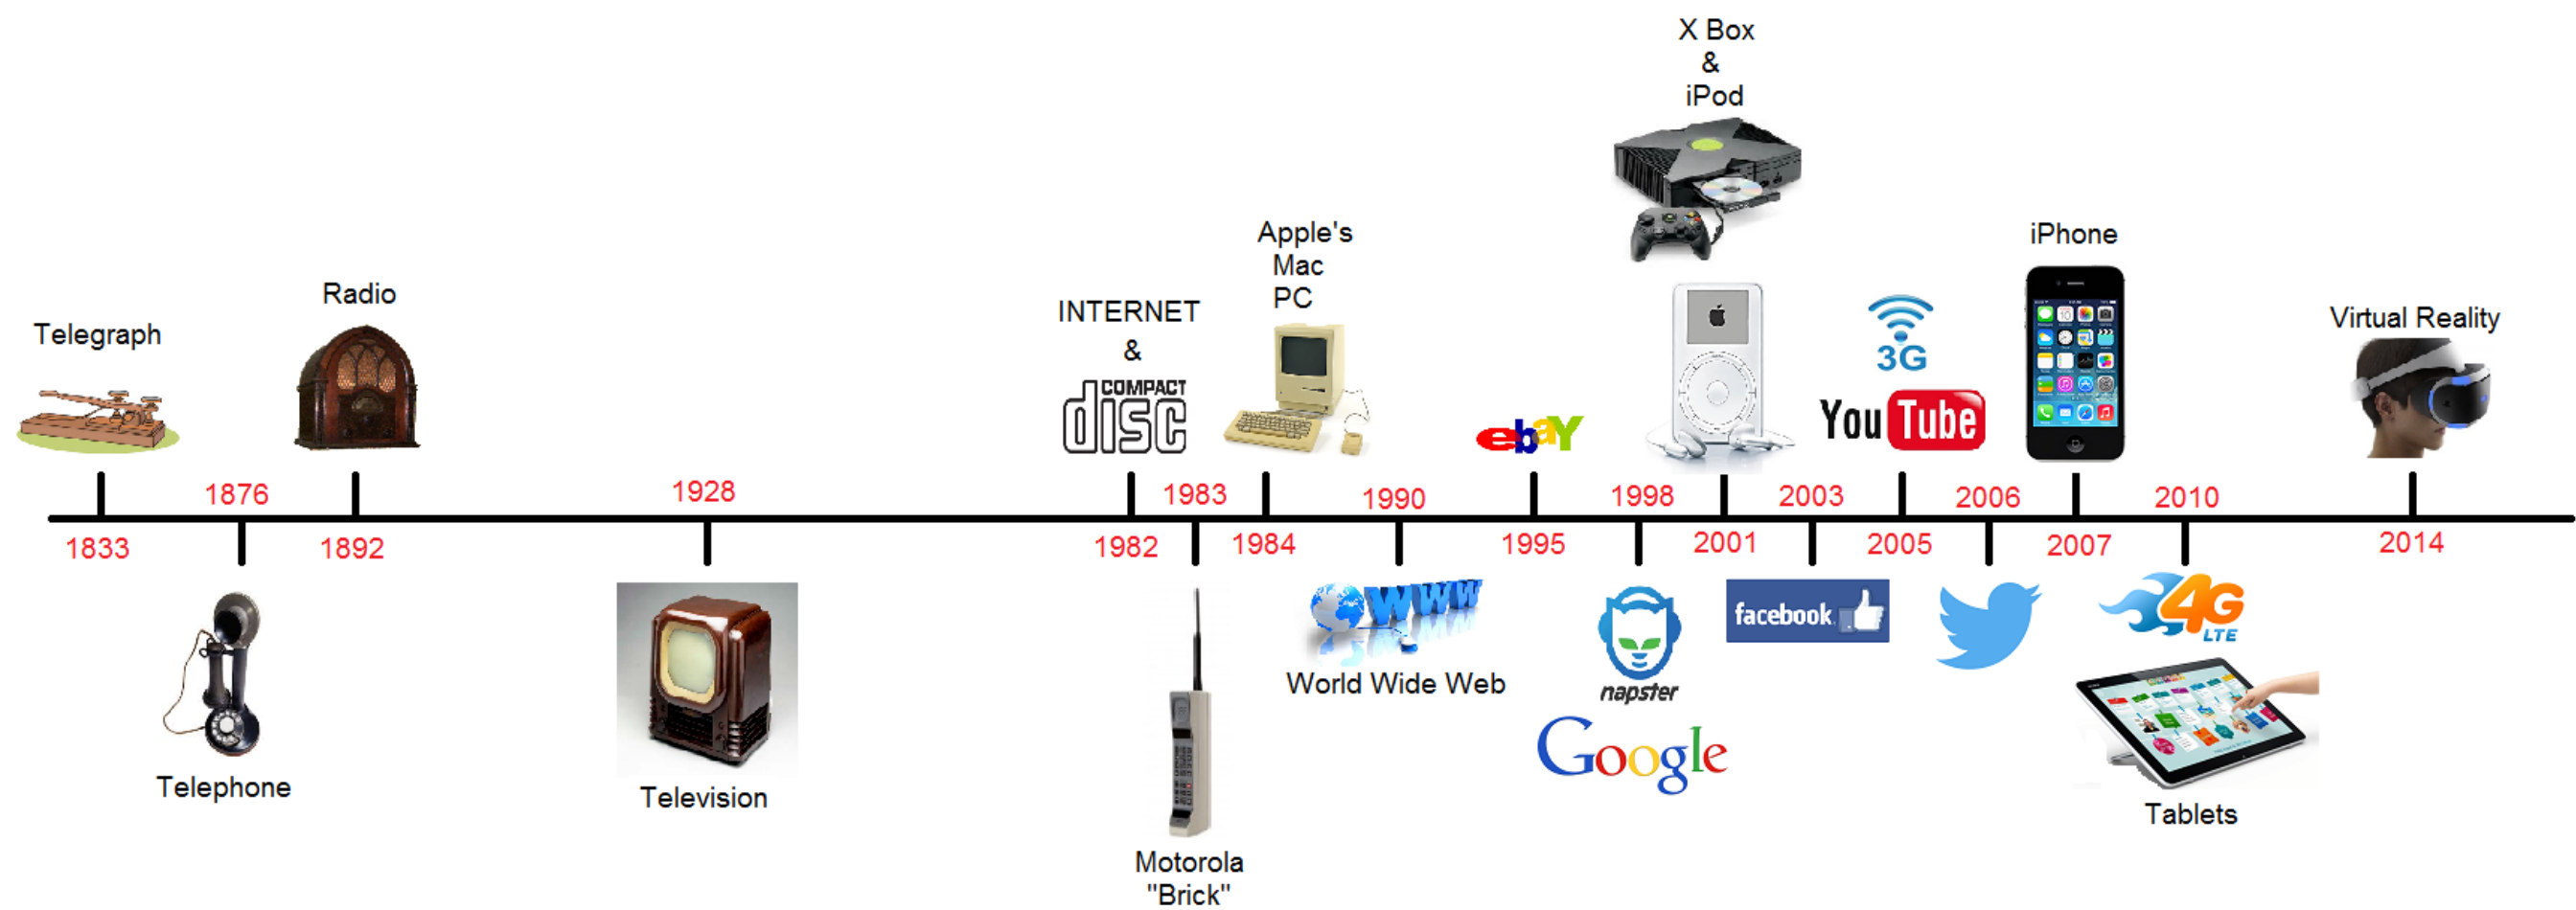 X Box
&
iPod
Apple's
Mac
PC
iPhone
Radio
INTERNET
&
COMPACT
disc
Telegraph
3G
Virtual Reality
ebaY
You Tube
1876
1928
1983
1990
1998
2003
2006
2010
1833
1892
1982
1984
1995
2001
2005
2007
2014
WWW
World Wide Web
napster
Google
facebook
4G
LTE
Telephone
Television
Tablets
Motorola
"Brick"